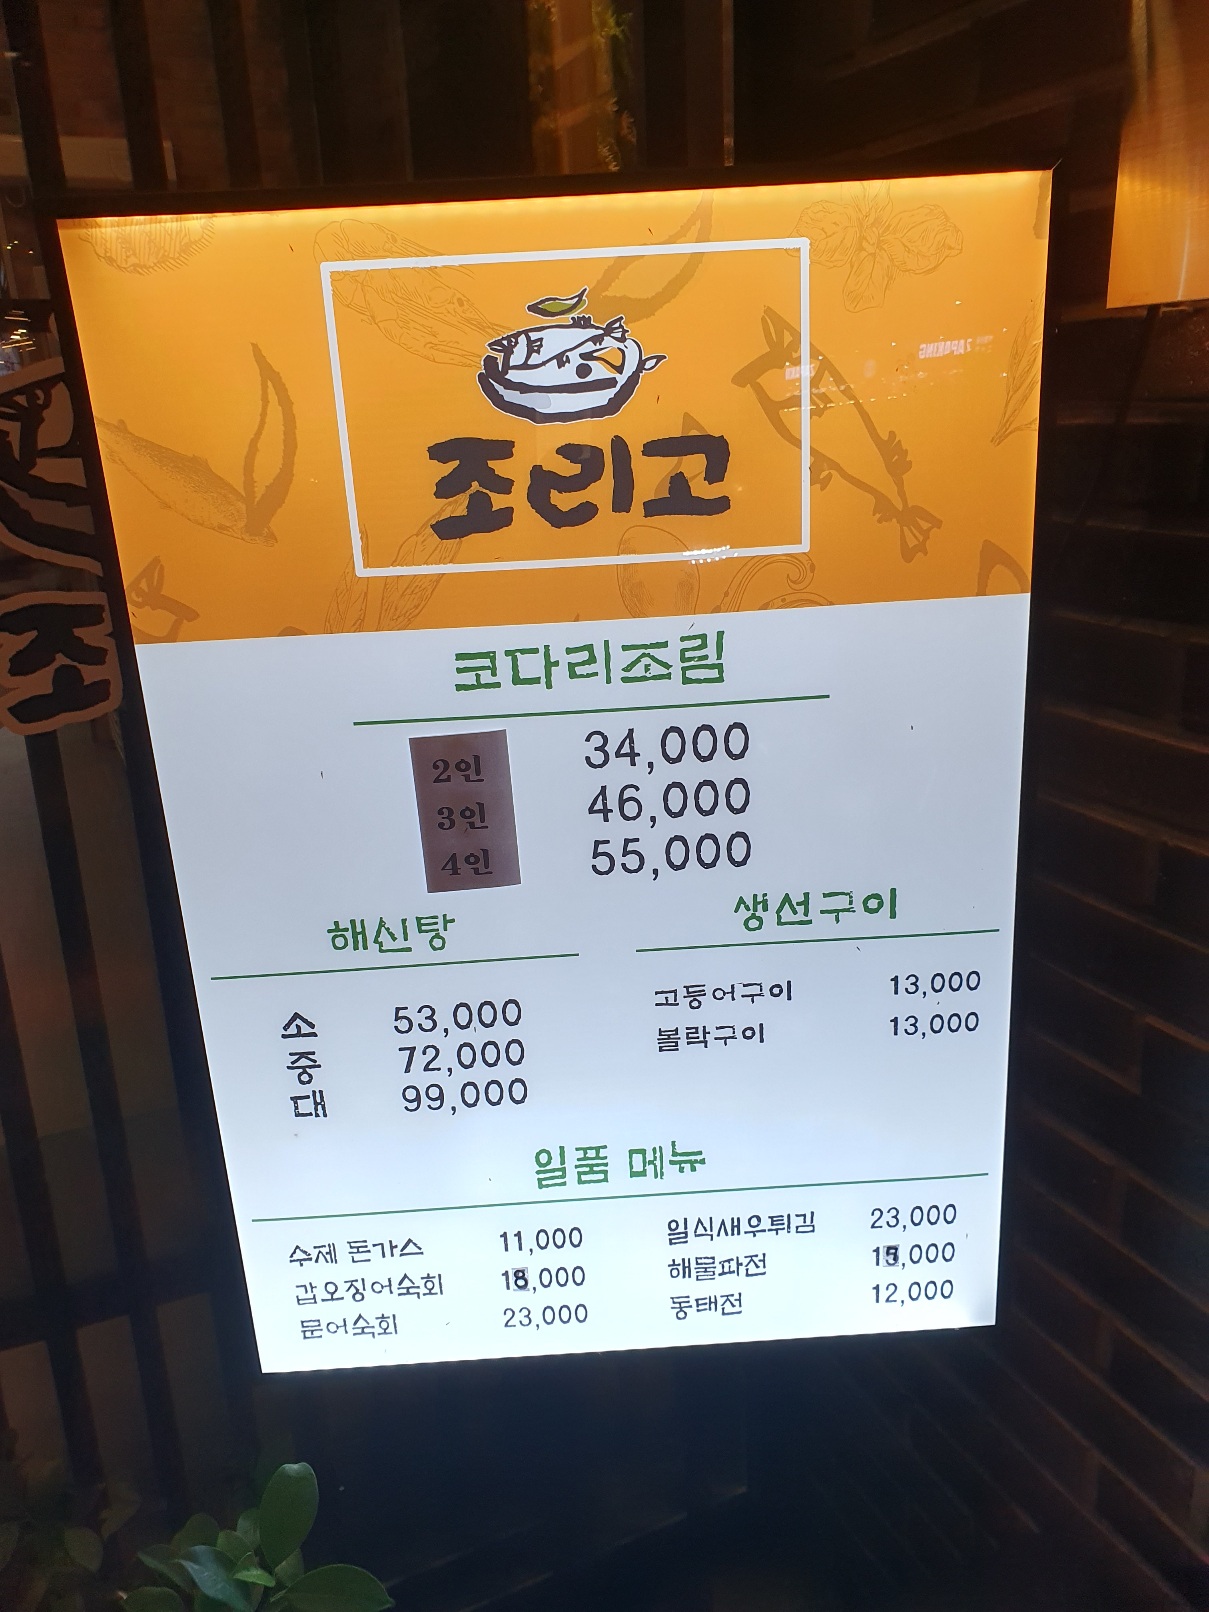 조리고
코다리조림
2인 34,000
3인 46,000
4인 55,000
해신탕
소 53,000
중 72,000
대 99,000
생선구이
고등어구이 13,000
볼락구이 13,000
일품 메뉴
수제 돈가스 11,000
갑오징어숙회 18,000
문어숙회 23,000
일식새우튀김 23,000
해물파전 15,000
동태전 12,000
조